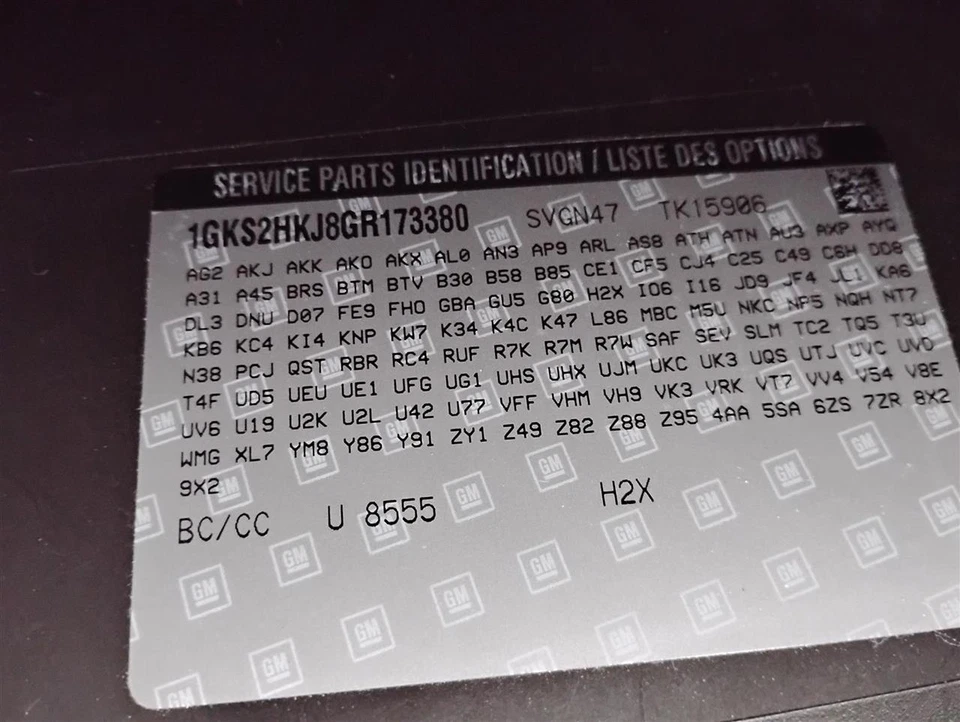 SERVICE PARTS IDENTIFICATION / LISTE DES OPTIONS
1GKS2HKJ8GR173380 SVGN47 TK15906
AG2 AKJ AKK AKO AKX AL0 AN3 AP9 ARL AS8 ATH ATN AU3 AXP AYQ
A31 A45 BRS BTM BTV B30 B58 B85 CE1 CF5 CJ4 C25 C49 C6H DD8
DL3 DNU D07 FE9 FHO GBA GU5 G80 H2X IO6 I16 JD9 JF4 JL1 KA6
KB6 KC4 KI4 KNP KW7 K34 K4C K47 L86 MBC M5U NKC NP5 NQH NT7
N38 PCJ QST RBR RC4 RUF R7K R7M R7W SAF SEV SLM TC2 TQ5 T3U
T4F UD5 UEU UE1 UFG UG1 UHS UHX UJM UKC UK3 UQS UTJ UVC UVD
UV6 U19 U2K U2L U42 U77 VFF VHM VH9 VK3 VRK VT7 VV4 V54 V8E
WMG XL7 YM8 Y86 Y91 ZY1 Z49 Z82 Z88 Z95 4AA 5SA 6ZS 7ZR 8X2
9X2
BC/CC U 8555 H2X